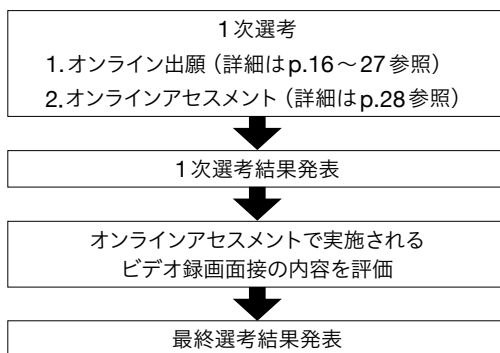 1次選考
1.オンライン出願（詳細はp.16～27参照）
2.オンラインアセスメント（詳細はp.28参照）
1次選考結果発表
オンラインアセスメントで実施される
ビデオ録画面接の内容を評価
最終選考結果発表